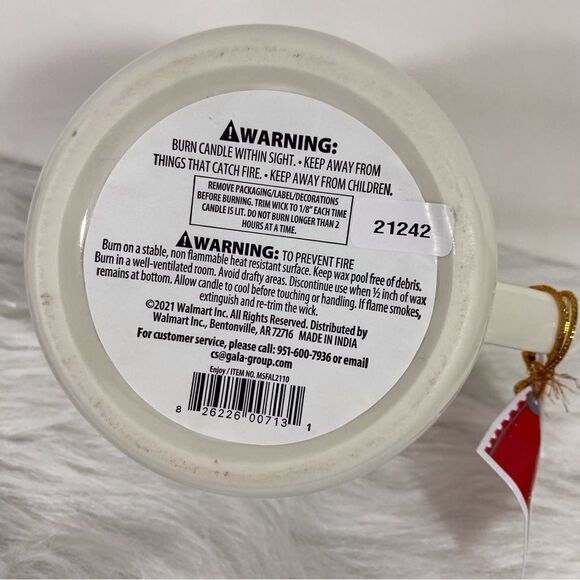 ⚠WARNING:
BURN CANDLE WITHIN SIGHT. • KEEP AWAY FROM
THINGS THAT CATCH FIRE. • KEEP AWAY FROM CHILDREN.
REMOVE PACKAGING/LABEL/DECORATIONS
BEFORE BURNING. TRIM WICK TO 1/8" EACH TIME
CANDLE IS LIT. DO NOT BURN LONGER THAN 2
HOURS AT A TIME.
21242
⚠WARNING: TO PREVENT FIRE
Burn on a stable, non flammable heat resistant surface. Keep wax pool free of debris.
Burn in a well-ventilated room. Avoid drafty areas. Discontinue use when ½ inch of wax
remains at bottom. Allow candle to cool before touching or handling. If flame smokes,
extinguish and re-trim the wick.
©2021 Walmart Inc. All Rights Reserved. Distributed by
Walmart Inc., Bentonville, AR 72716 MADE IN INDIA
For customer service, please call: 951-600-7936 or email
cs@gala-group.com
Enjoy / ITEM NO. MSFAL2110
8 26226 00713 1